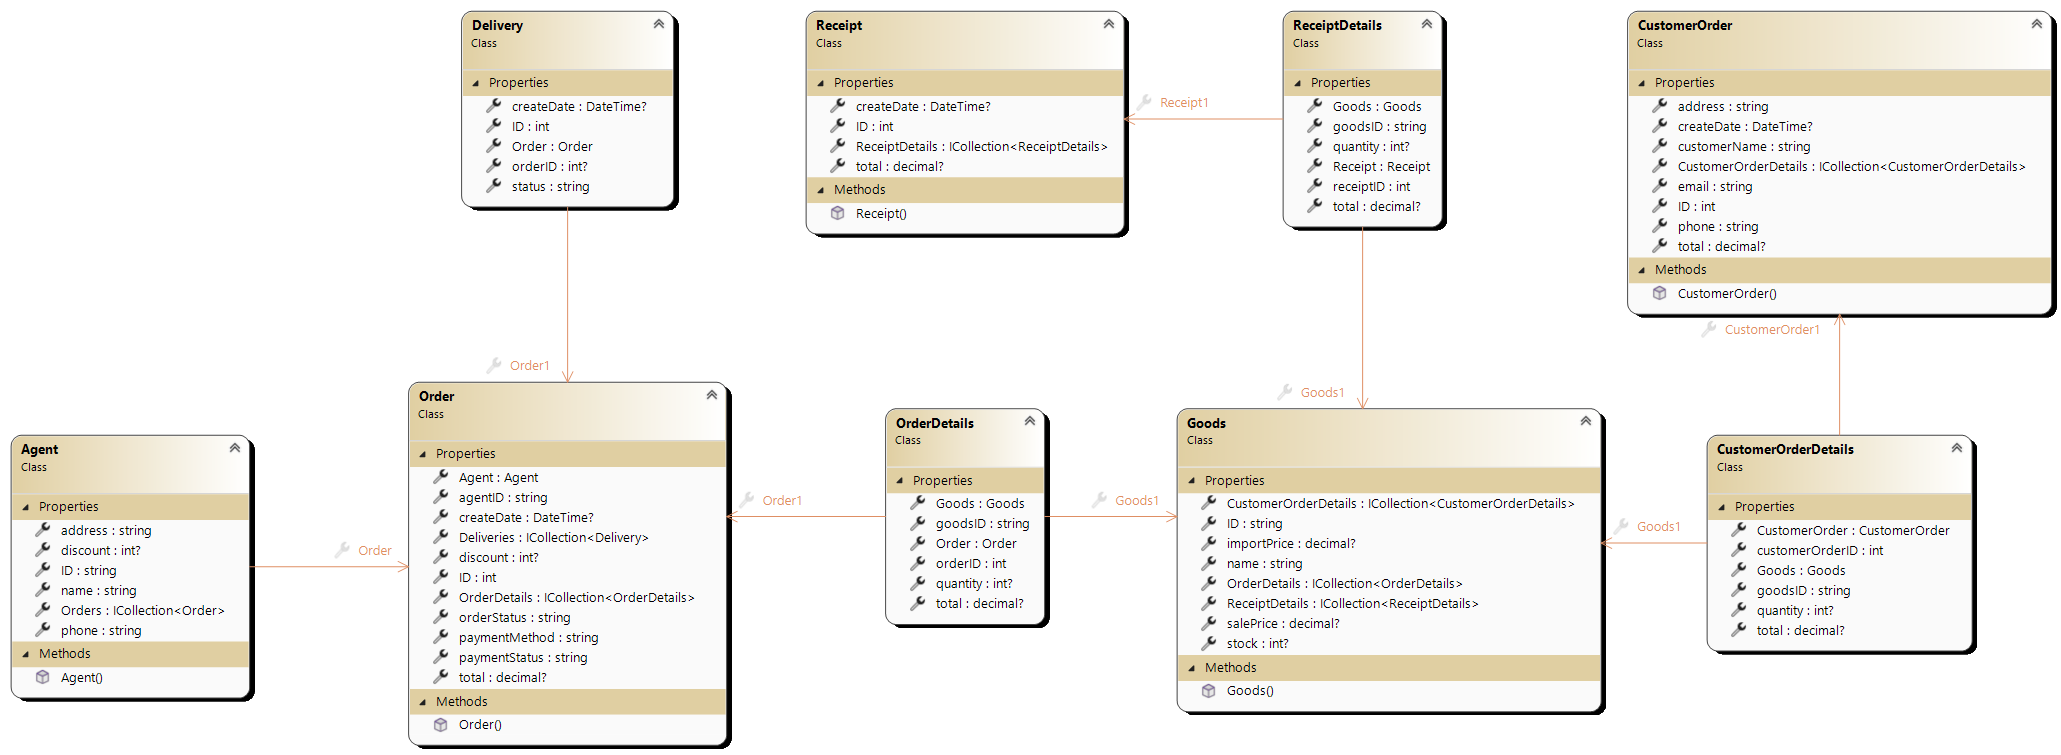 Delivery
Class
Properties
createDate : DateTime?
ID : int
Order : Order
orderID : int?
status : string
Receipt
Class
Properties
createDate : DateTime?
ID : int
ReceiptDetails : ICollection<ReceiptDetails>
total : decimal?
Methods
Receipt()
Receipt1
ReceiptDetails
Class
Properties
Goods : Goods
goodsID : string
quantity : int?
Receipt : Receipt
receiptID : int
total : decimal?
CustomerOrder
Class
Properties
address : string
createDate : DateTime?
customerName : string
CustomerOrderDetails : ICollection<CustomerOrderDetails>
email : string
ID : int
phone : string
total : decimal?
Methods
CustomerOrder()
CustomerOrder1
Order1
Goods1
Agent
Class
Properties
address : string
discount : int?
ID : string
name : string
Orders : ICollection<Order>
phone : string
Methods
Agent()
Order
Order
Class
Properties
Agent : Agent
agentID : string
createDate : DateTime?
Deliveries : ICollection<Delivery>
discount : int?
ID : int
OrderDetails : ICollection<OrderDetails>
orderStatus : string
paymentMethod : string
paymentStatus : string
total : decimal?
Methods
Order()
Order1
OrderDetails
Class
Properties
Goods : Goods
goodsID : string
Order : Order
orderID : int
quantity : int?
total : decimal?
Goods1
Goods
Class
Properties
CustomerOrderDetails : ICollection<CustomerOrderDetails>
ID : string
importPrice : decimal?
name : string
OrderDetails : ICollection<OrderDetails>
ReceiptDetails : ICollection<ReceiptDetails>
salePrice : decimal?
stock : int?
Methods
Goods()
Goods1
CustomerOrderDetails
Class
Properties
CustomerOrder : CustomerOrder
customerOrderID : int
Goods : Goods
goodsID : string
quantity : int?
total : decimal?